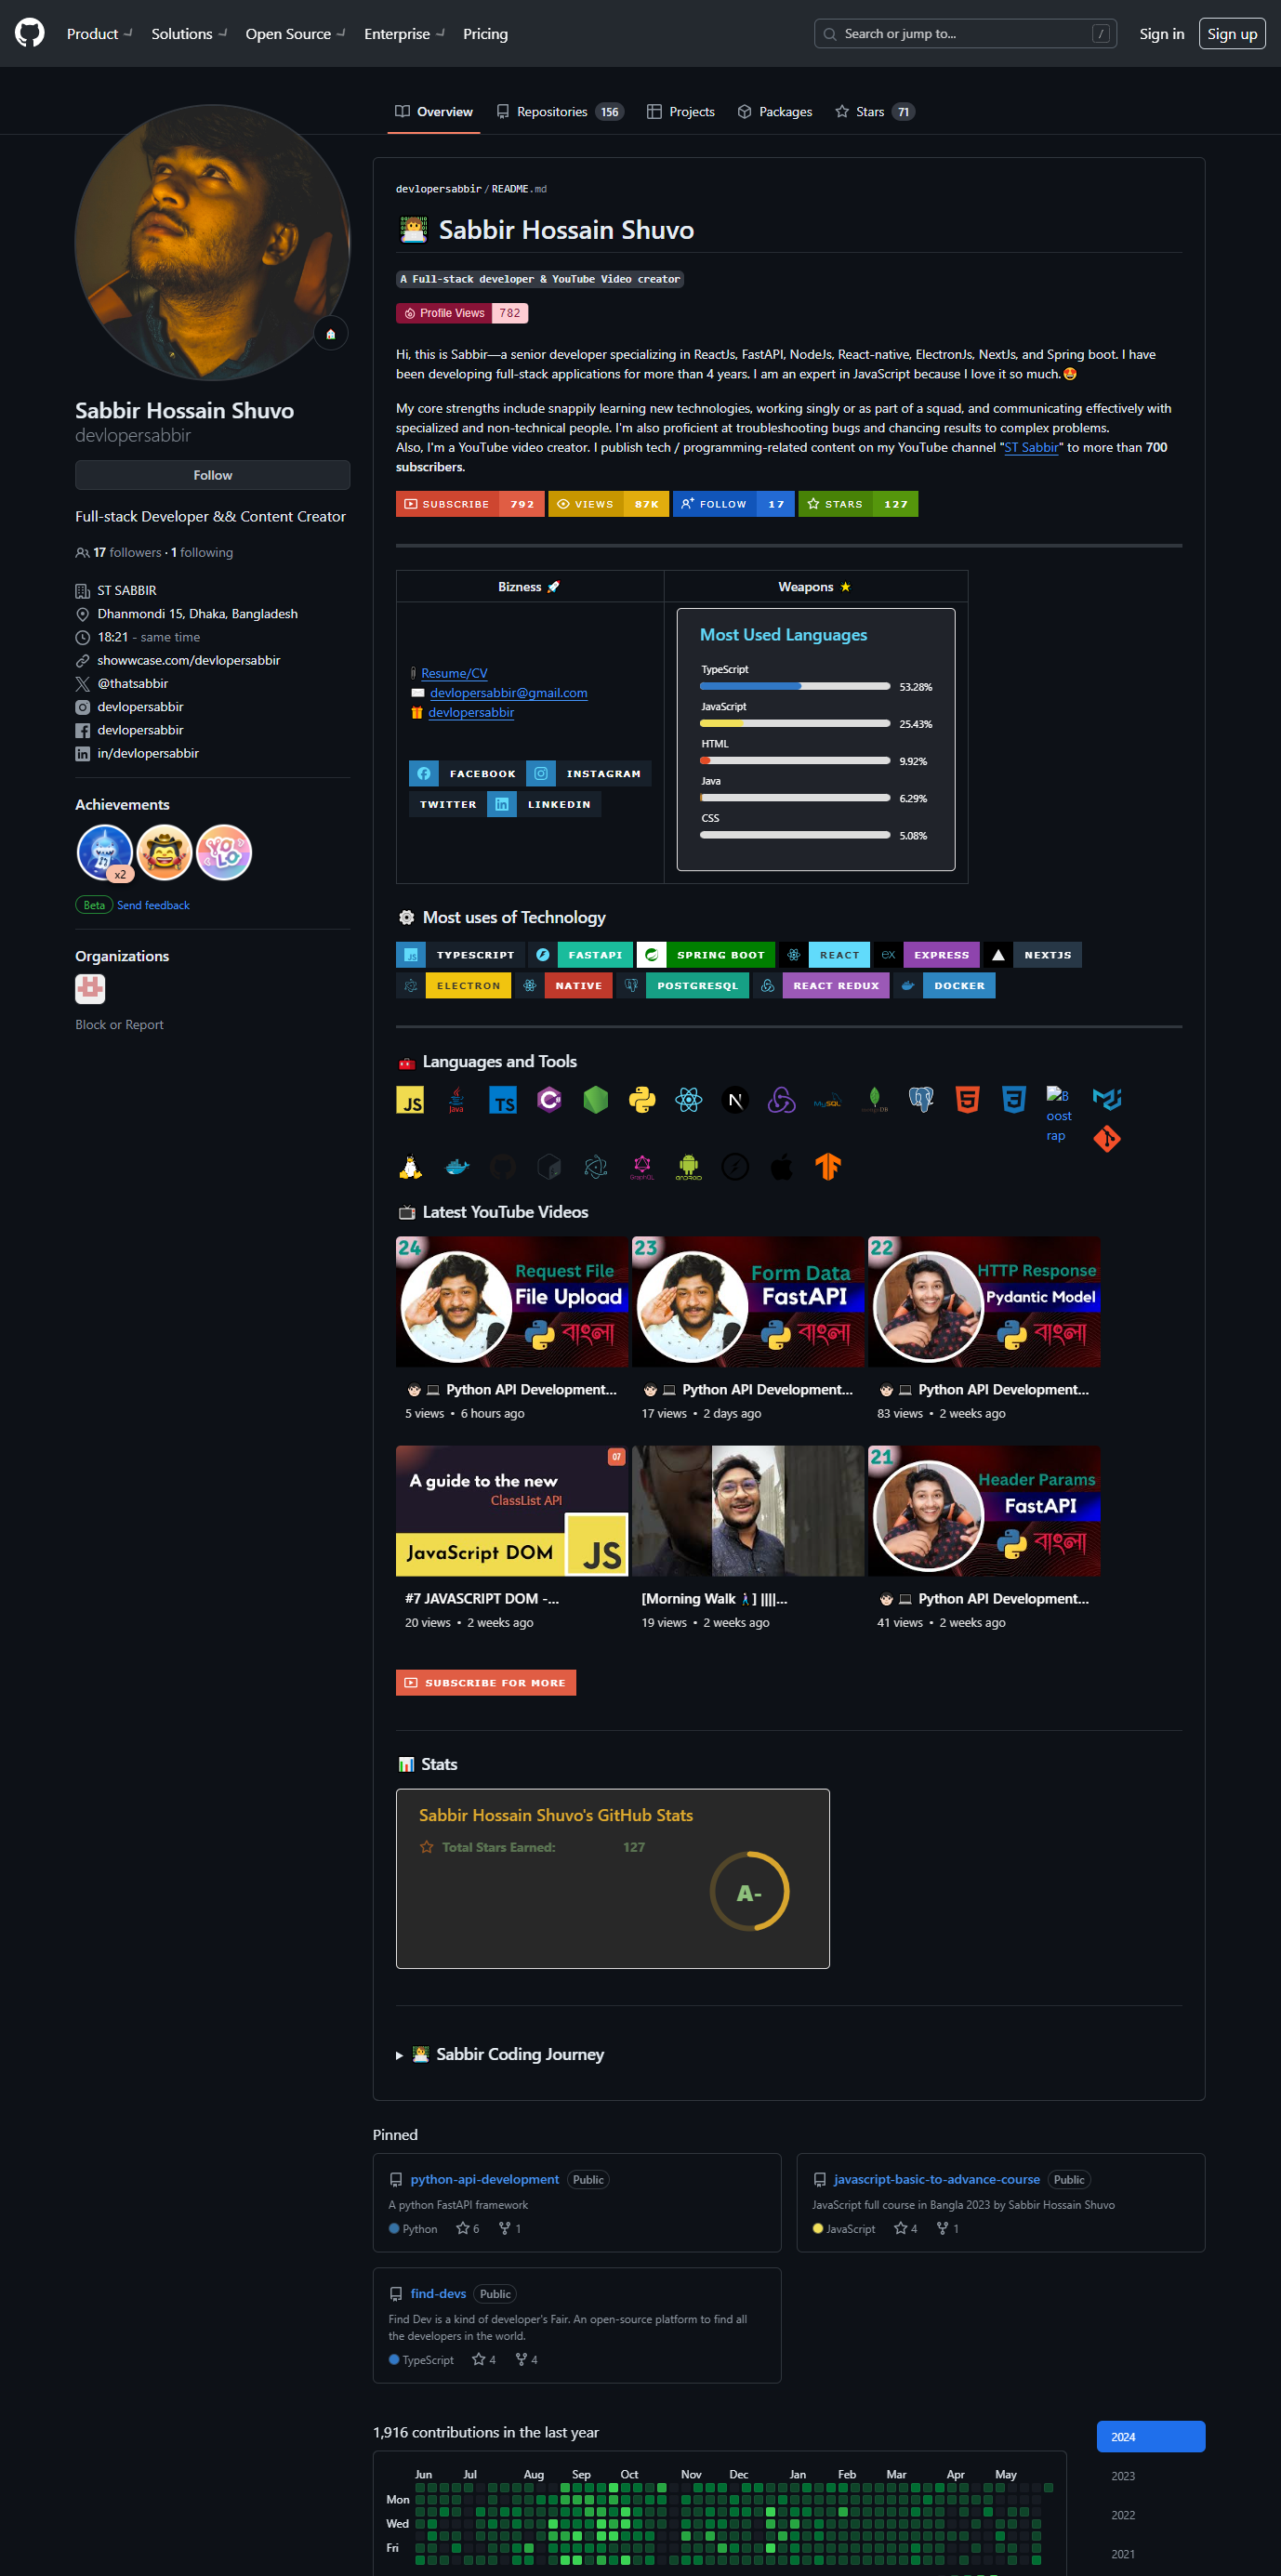 Product Solutions Open Source Enterprise Pricing Search or jump to... / Sign in Sign up
Overview Repositories 156 Projects Packages Stars 71
Sabbir Hossain Shuvo
devlopersabbir
Follow
Full-stack Developer && Content Creator
17 followers · 1 following
ST SABBIR
Dhanmondi 15, Dhaka, Bangladesh
18:21 - same time
showwcase.com/devlopersabbir
@thatsabbir
devlopersabbir
devlopersabbir
in/devlopersabbir
Achievements
YOLO
x2
Beta Send feedback
Organizations
Block or Report
devlopersabbir / README.md
Sabbir Hossain Shuvo
A Full-stack developer & YouTube Video creator
Profile Views 782
Hi, this is Sabbir—a senior developer specializing in ReactJs, FastAPI, NodeJs, React-native, ElectronJs, NextJs, and Spring boot. I have
been developing full-stack applications for more than 4 years. I am an expert in JavaScript because I love it so much.🤩
My core strengths include snappily learning new technologies, working singly or as part of a squad, and communicating effectively with
specialized and non-technical people. I'm also proficient at troubleshooting bugs and chancing results to complex problems.
Also, I'm a YouTube video creator. I publish tech / programming-related content on my YouTube channel "ST Sabbir" to more than 700
subscribers.
SUBSCRIBE 792 VIEWS 87K FOLLOW 17 STARS 127
Bizness 🚀 Weapons ⭐
Resume/CV
devlopersabbir@gmail.com
devlopersabbir
FACEBOOK INSTAGRAM
TWITTER LINKEDIN
Most Used Languages
TypeScript
53.28%
JavaScript
25.43%
HTML
9.92%
Java
6.29%
CSS
5.08%
Most uses of Technology
TYPESCRIPT FASTAPI SPRING BOOT REACT EX EXPRESS NEXTJS
ELECTRON NATIVE POSTGRESQL REACT REDUX DOCKER
Languages and Tools
JS Java TS C# N MySQL mongoDB 5 3 Boostrap
GraphQL android
Latest YouTube Videos
24 Request File File Upload বাংলা
23 Form Data FastAPI বাংলা
22 HTTP Response Pydantic Model বাংলা
Python API Development... Python API Development... Python API Development...
5 views • 6 hours ago 17 views • 2 days ago 83 views • 2 weeks ago
07 A guide to the new ClassList API JavaScript DOM JS
21 Header Params FastAPI বাংলা
#7 JAVASCRIPT DOM -... [Morning Walk 🚶] ||||... Python API Development...
20 views • 2 weeks ago 19 views • 2 weeks ago 41 views • 2 weeks ago
SUBSCRIBE FOR MORE
Stats
Sabbir Hossain Shuvo's GitHub Stats
Total Stars Earned: 127
A-
Sabbir Coding Journey
Pinned
python-api-development Public
A python FastAPI framework
Python 6 1
javascript-basic-to-advance-course Public
JavaScript full course in Bangla 2023 by Sabbir Hossain Shuvo
JavaScript 4 1
find-devs Public
Find Dev is a kind of developer's Fair. An open-source platform to find all
the developers in the world.
TypeScript 4 4
1,916 contributions in the last year
2024
2023
2022
2021
Jun Jul Aug Sep Oct Nov Dec Jan Feb Mar Apr May
Mon
Wed
Fri